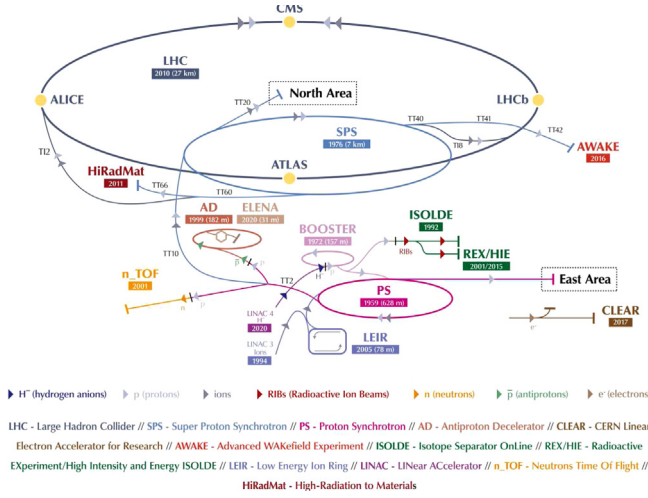 CMS
LHC
2010 (27 km)
North Area
ALICE
LHCb
TT20
TT40
TT41
SPS
1976 (7 km)
TI8
TT42
AWAKE
2016
TI2
ATLAS
HiRadMat
2011
TT66
TT60
AD
1999 (182 m)
ELENA
2020 (31 m)
ISOLDE
1992
BOOSTER
1972 (157 m)
RIBs
REX/HIE
2001/2015
TT10
p
p
n_TOF
2001
TT2
H⁻
p
East Area
PS
1959 (628 m)
n
p
LINAC 4
H⁻
2020
CLEAR
2017
e⁻
LINAC 3
Ions
1994
LEIR
2005 (78 m)
H⁻ (hydrogen anions)
p (protons)
ions
RIBs (Radioactive Ion Beams)
n (neutrons)
p̄ (antiprotons)
e⁻ (electrons
LHC - Large Hadron Collider // SPS - Super Proton Synchrotron // PS - Proton Synchrotron // AD - Antiproton Decelerator // CLEAR - CERN Linear
Electron Accelerator for Research // AWAKE - Advanced WAKefield Experiment // ISOLDE - Isotope Separator OnLine // REX/HIE - Radioactive
EXperiment/High Intensity and Energy ISOLDE // LEIR - Low Energy Ion Ring // LINAC - LINear ACcelerator // n_TOF - Neutrons Time Of Flight //
HiRadMat - High-Radiation to Materials